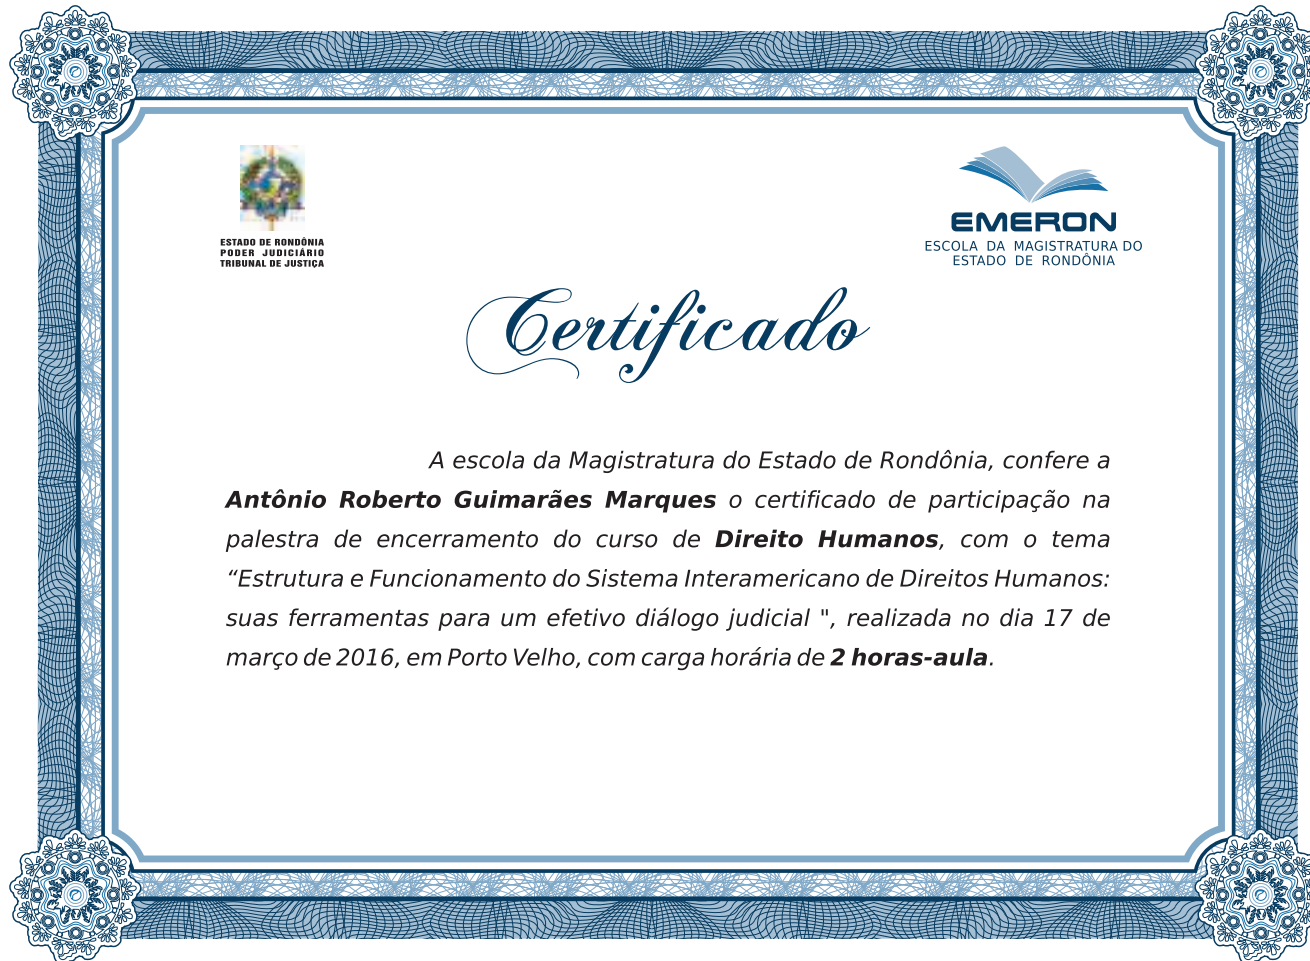 ESTADO DE RONDÔNIA
PODER JUDICIÁRIO
TRIBUNAL DE JUSTIÇA
EMERON
ESCOLA DA MAGISTRATURA DO
ESTADO DE RONDÔNIA
Certificado
A escola da Magistratura do Estado de Rondônia, confere a
Antônio Roberto Guimarães Marques o certificado de participação na
palestra de encerramento do curso de Direito Humanos, com o tema
“Estrutura e Funcionamento do Sistema Interamericano de Direitos Humanos:
suas ferramentas para um efetivo diálogo judicial ", realizada no dia 17 de
março de 2016, em Porto Velho, com carga horária de 2 horas-aula.